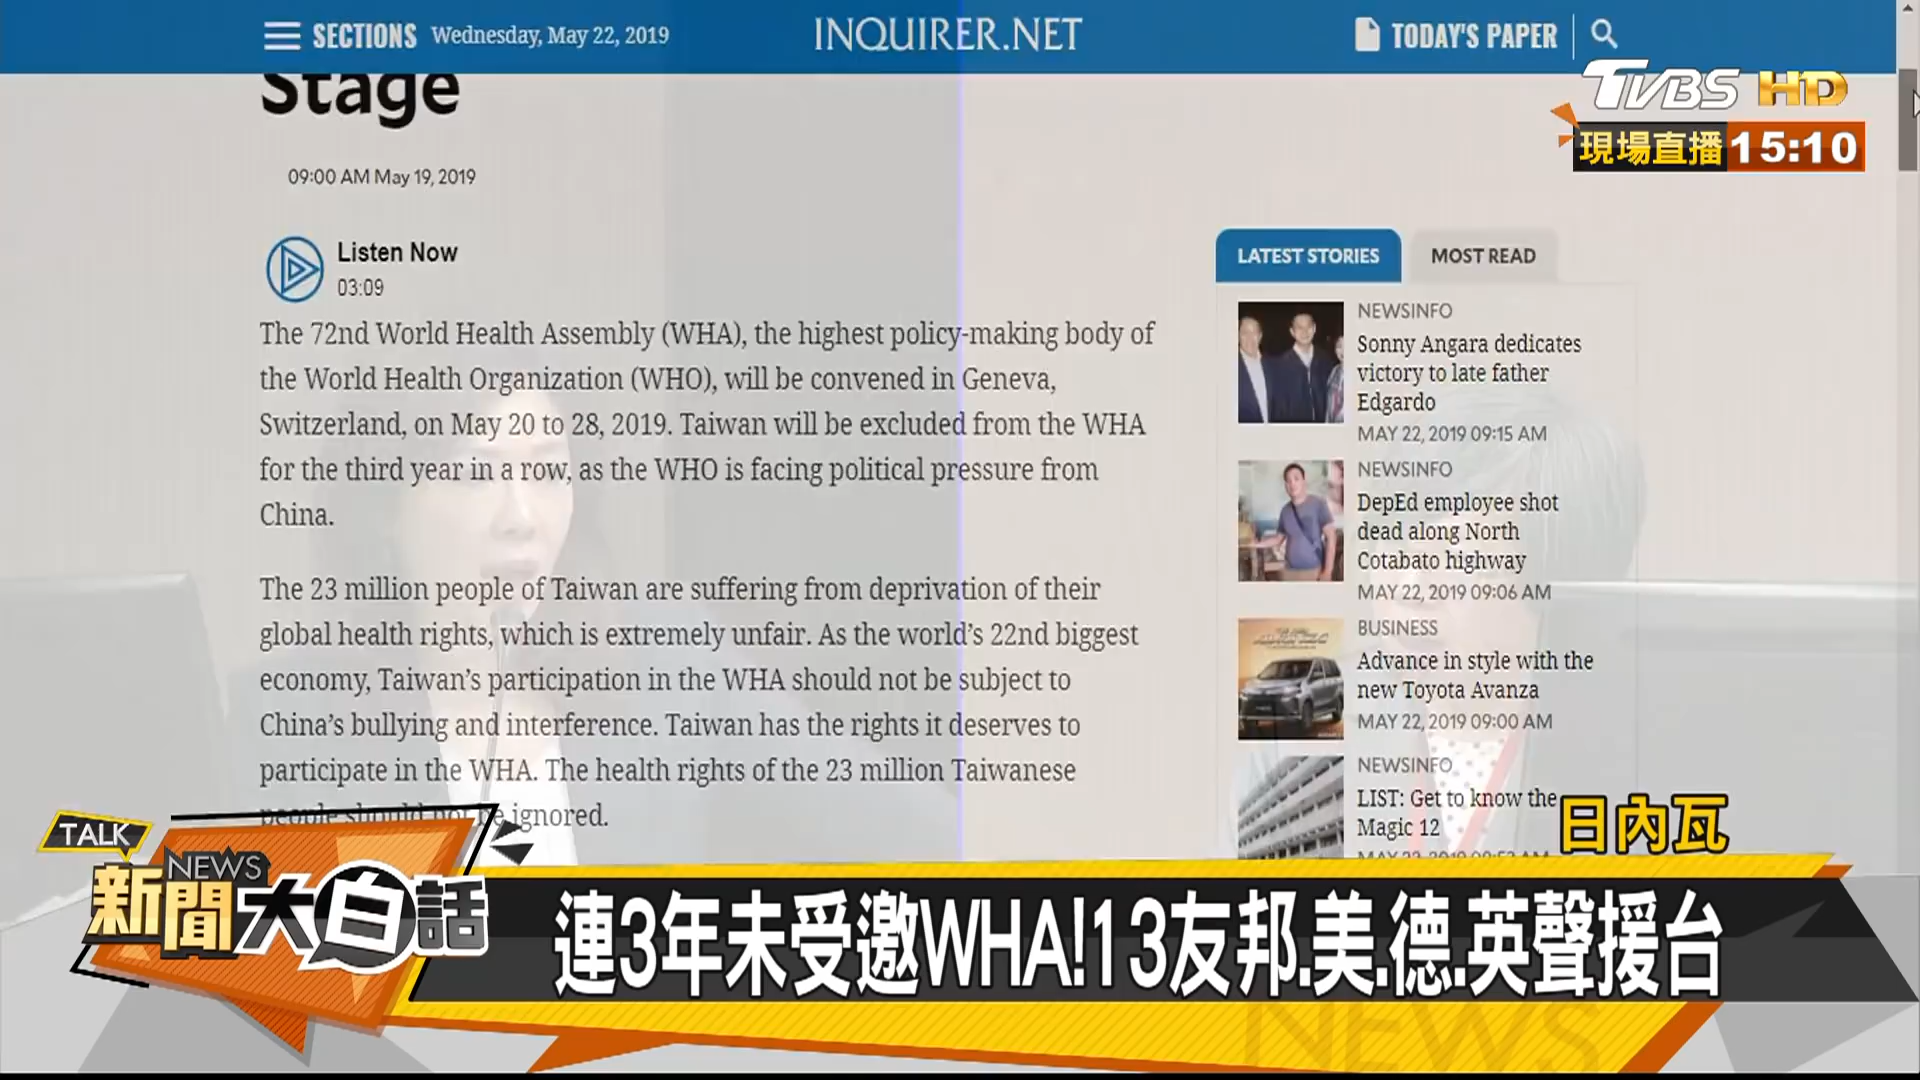 SECTIONS
Wednesday, May 22, 2019
INQUIRER.NET
TODAY'S PAPER
TVBS HD
現場直播 15:10
Stage
09:00 AM May 19, 2019
Listen Now
03:09
The 72nd World Health Assembly (WHA), the highest policy-making body of
the World Health Organization (WHO), will be convened in Geneva,
Switzerland, on May 20 to 28, 2019. Taiwan will be excluded from the WHA
for the third year in a row, as the WHO is facing political pressure from
China.
The 23 million people of Taiwan are suffering from deprivation of their
global health rights, which is extremely unfair. As the world’s 22nd biggest
economy, Taiwan’s participation in the WHA should not be subject to
China’s bullying and interference. Taiwan has the rights it deserves to
participate in the WHA. The health rights of the 23 million Taiwanese
people should not be ignored.
LATEST STORIES
MOST READ
NEWSINFO
Sonny Angara dedicates
victory to late father
Edgardo
MAY 22, 2019 09:15 AM
NEWSINFO
DepEd employee shot
dead along North
Cotabato highway
MAY 22, 2019 09:06 AM
BUSINESS
Advance in style with the
new Toyota Avanza
MAY 22, 2019 09:00 AM
NEWSINFO
LIST: Get to know the
Magic 12
日內瓦
TALK
NEWS
新聞大白話
連3年未受邀WHA!13友邦.美.德.英聲援台
NEWS